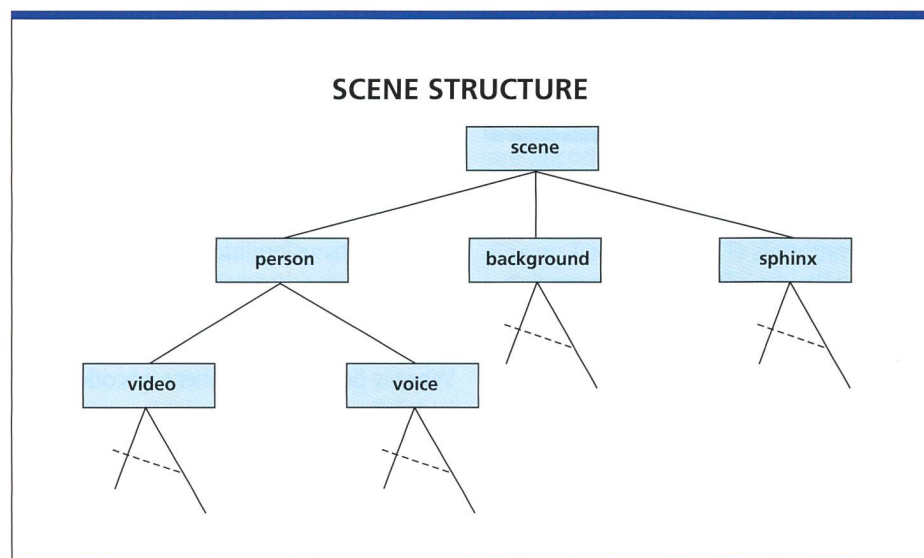 SCENE STRUCTURE
scene
person
background
sphinx
video
voice